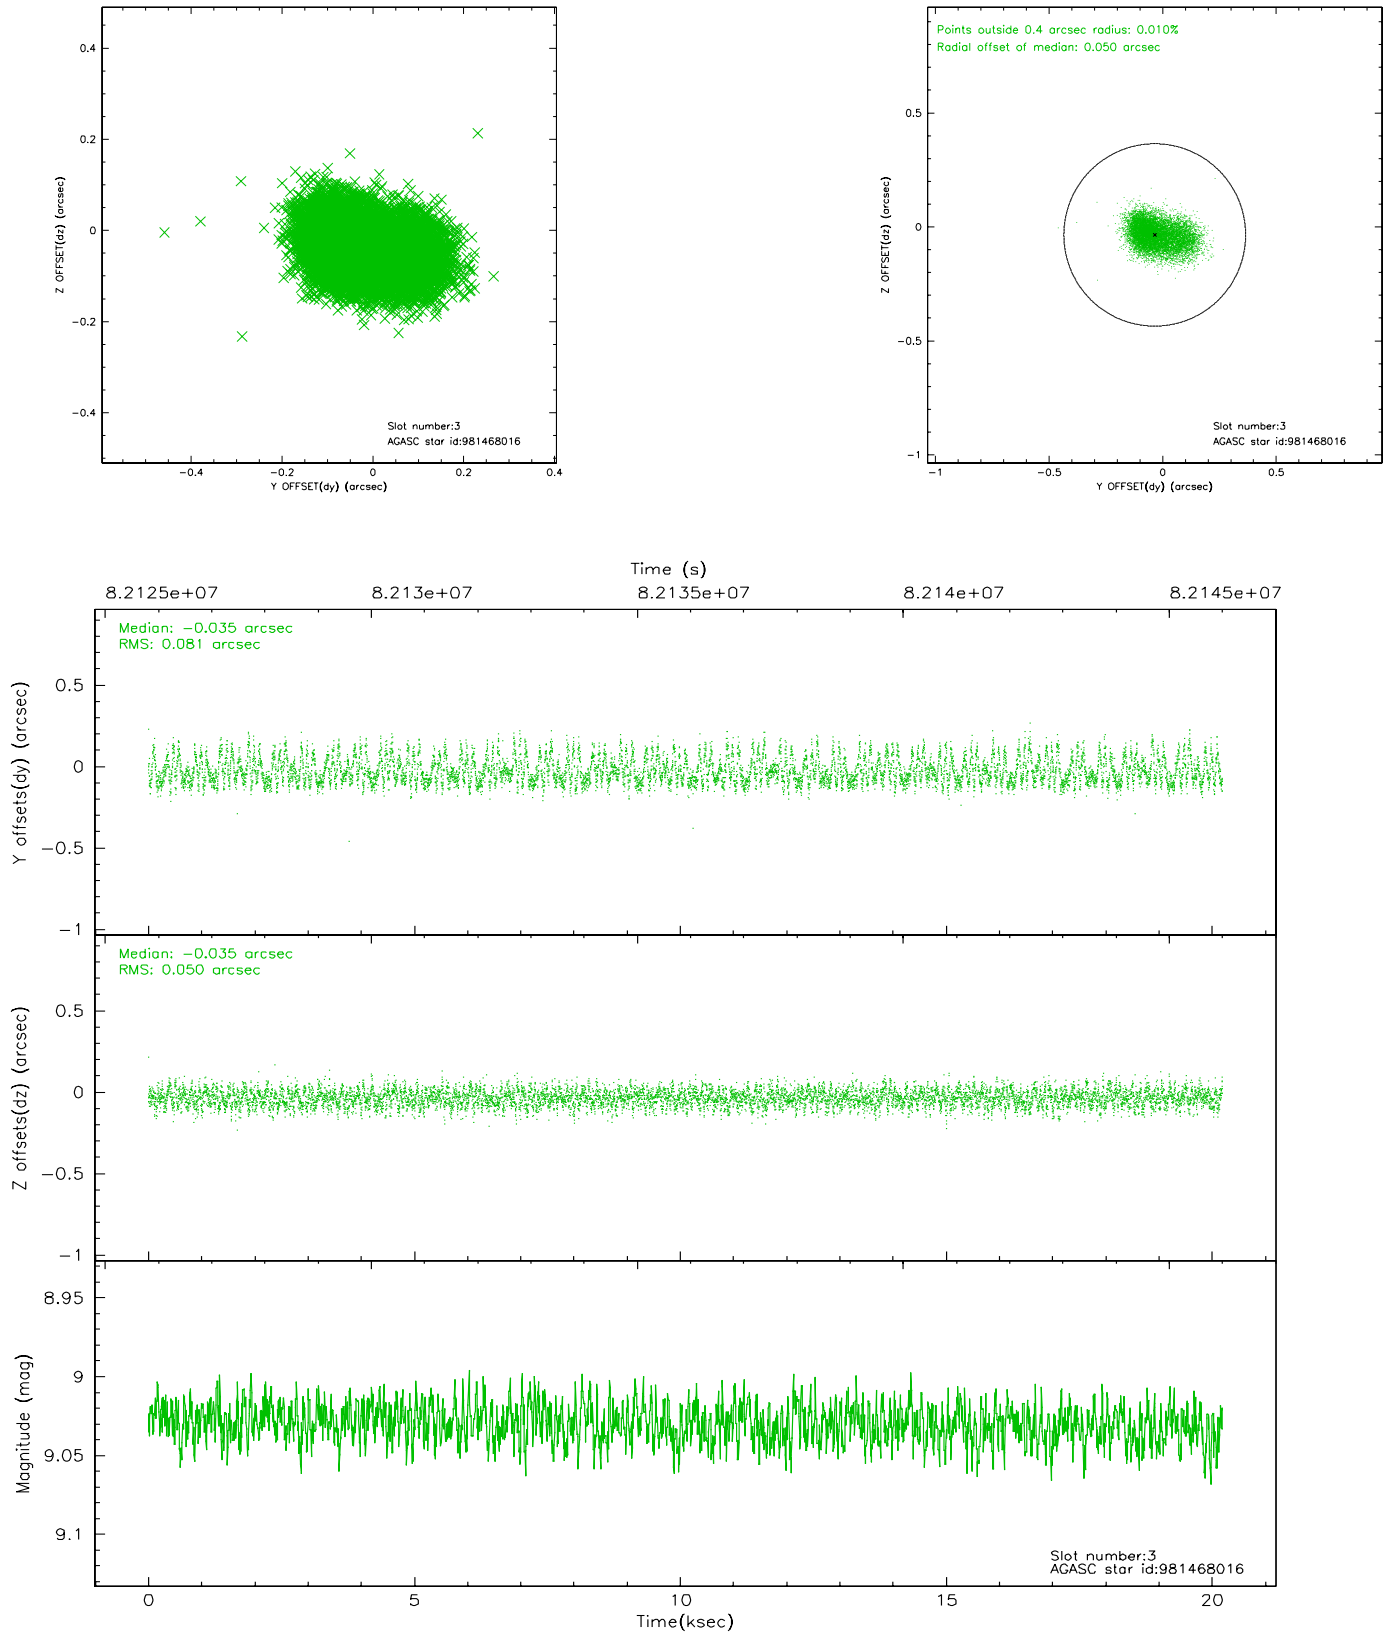 0.4
0.2
0
−0.2
−0.4
Z OFFSET(dz) (arcsec)
Slot number:3
AGASC star id:981468016
−0.4 −0.2 0 0.2 0.4
Y OFFSET(dy) (arcsec)
Points outside 0.4 arcsec radius: 0.010%
Radial offset of median: 0.050 arcsec
0.5
0
−0.5
−1
Z OFFSET(dz) (arcsec)
Slot number:3
AGASC star id:981468016
−1 −0.5 0 0.5
Y OFFSET(dy) (arcsec)
Time (s)
8.2125e+07 8.213e+07 8.2135e+07 8.214e+07 8.2145e+07
Median: −0.035 arcsec
RMS: 0.081 arcsec
0.5
0
−0.5
−1
Y offsets(dy) (arcsec)
Median: −0.035 arcsec
RMS: 0.050 arcsec
0.5
0
−0.5
−1
Z offsets(dz) (arcsec)
8.95
9
9.05
9.1
Magnitude (mag)
Slot number:3
AGASC star id:981468016
0 5 10 15 20
Time(ksec)